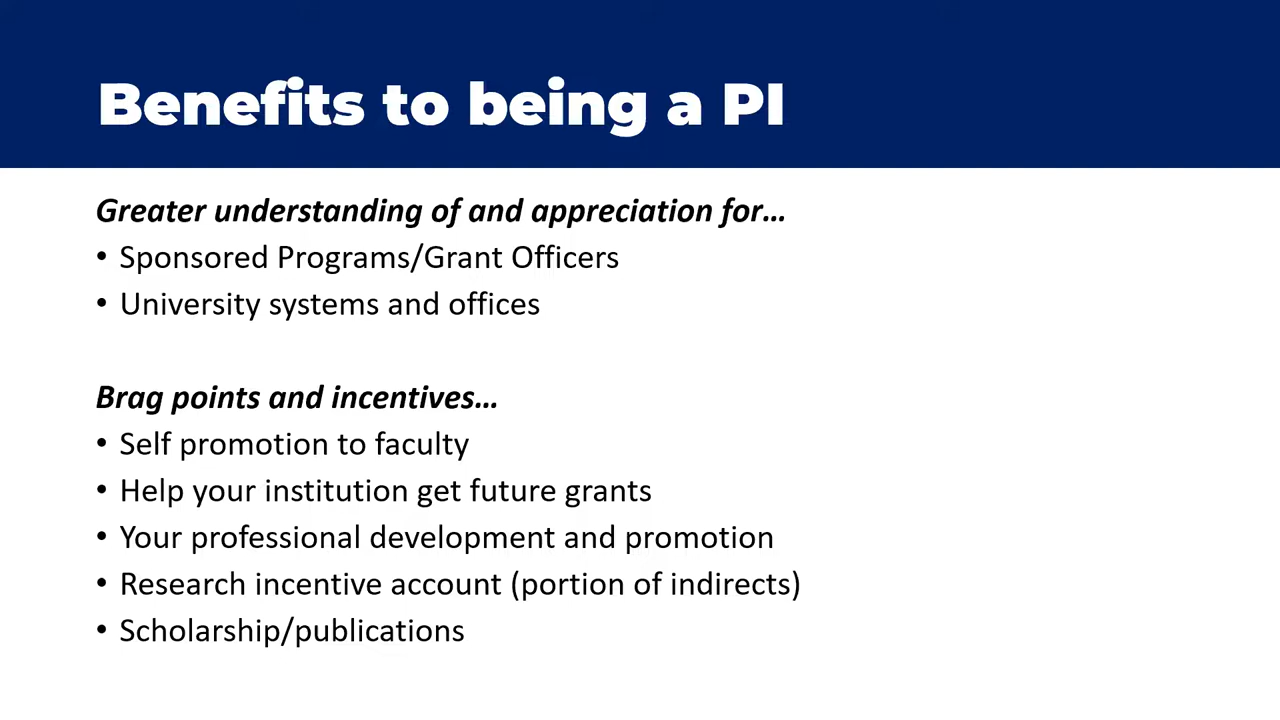 Benefits to being a PI
Greater understanding of and appreciation for...
• Sponsored Programs/Grant Officers
• University systems and offices
Brag points and incentives...
• Self promotion to faculty
• Help your institution get future grants
• Your professional development and promotion
• Research incentive account (portion of indirects)
• Scholarship/publications